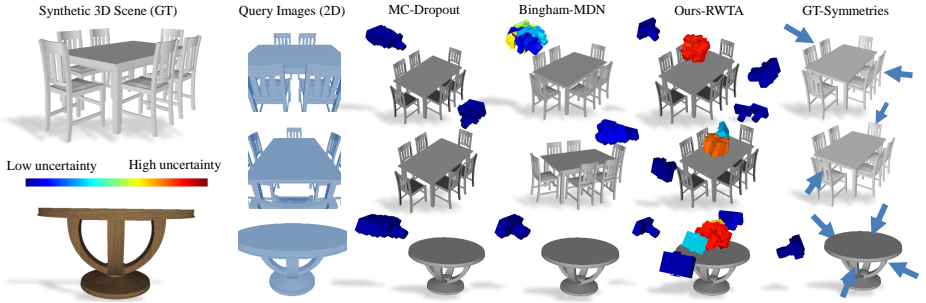 Synthetic 3D Scene (GT)
Query Images (2D)
MC-Dropout
Bingham-MDN
Ours-RWTA
GT-Symmetries
Low uncertainty
High uncertainty